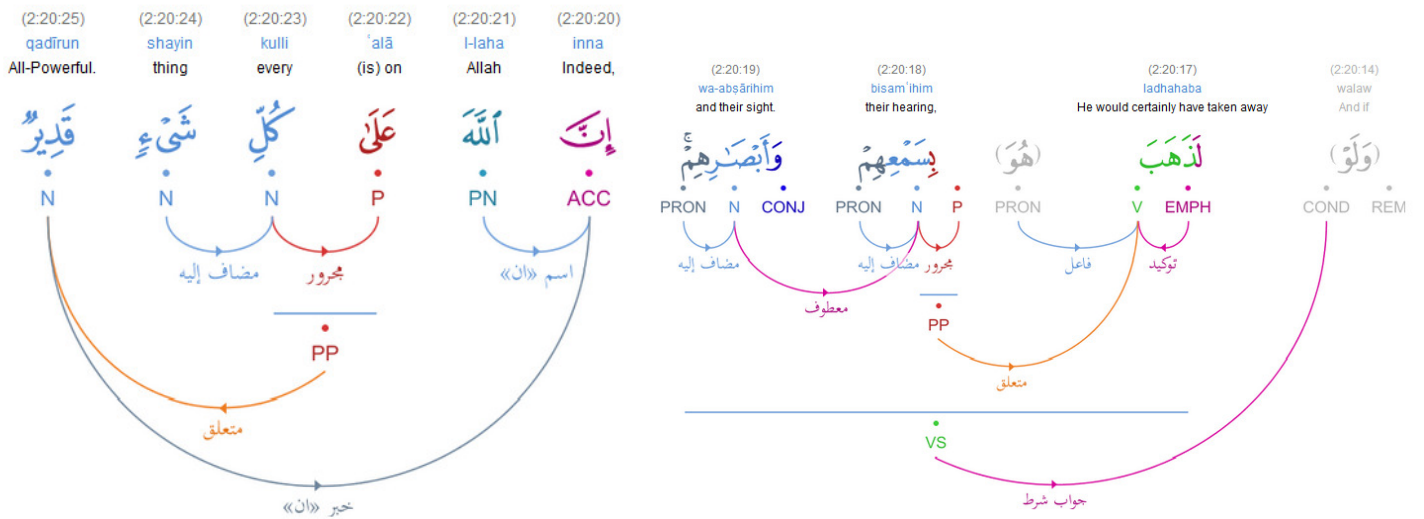 (2:20:25) (2:20:24) (2:20:23) (2:20:22) (2:20:21) (2:20:20)
qadīrun shayin kulli ʿalā l-laha inna
All-Powerful. thing every (is) on Allah Indeed,
إِنَّ ٱللَّهَ عَلَىٰ كُلِّ شَىْءٍ قَدِيرٌ
N N N P PN ACC
اسم «ان» مجرور مضاف إليه
PP
متعلق
خبر «ان»
(2:20:19) (2:20:18) (2:20:17) (2:20:14)
wa-abṣārihim bisamʿihim ladhahaba walaw
and their sight. their hearing, He would certainly have taken away And if
(وَلَوْ) لَذَهَبَ (هُوَ) بِسَمْعِهِمْ وَأَبْصَـٰرِهِمْ ۚ
PRON N CONJ PRON N P PRON V EMPH COND REM
توكيد فاعل مجرور مضاف إليه مضاف إليه
معطوف
PP
متعلق
VS
جواب شرط